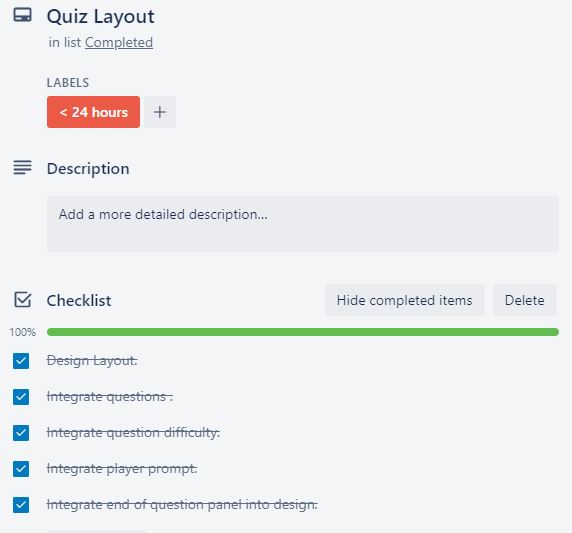 Quiz Layout
in list Completed
LABELS
< 24 hours +
Description
Add a more detailed description...
Checklist Hide completed items Delete
100%
Design Layout.
Integrate questions .
Integrate question difficulty.
Integrate player prompt.
Integrate end of question panel into design.